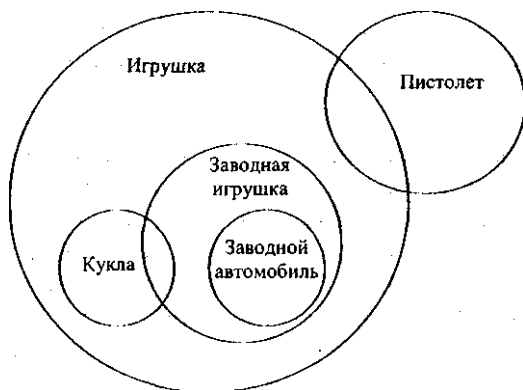 Игрушка
Пистолет
Заводная
игрушка
Кукла
Заводной
автомобиль